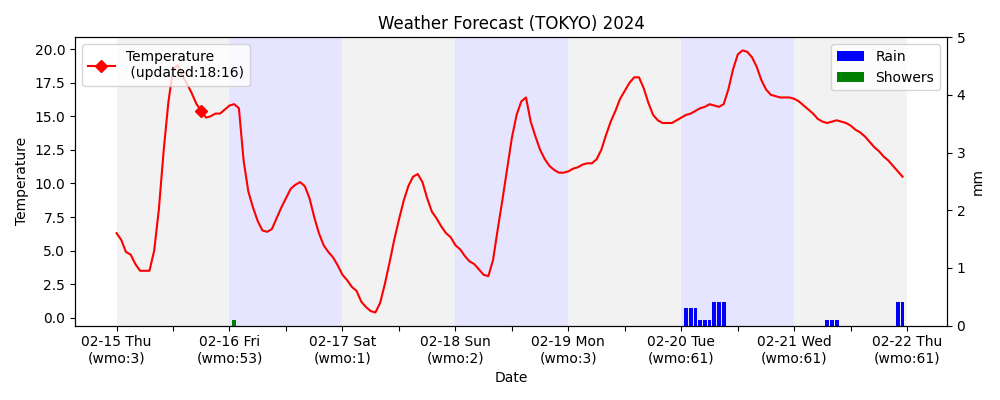 Weather Forecast (TOKYO) 2024
Temperature
(updated:18:16)
Rain
Showers
Temperature
20.0
17.5
15.0
12.5
10.0
7.5
5.0
2.5
0.0
5
4
3
2
1
0
mm
02-15 Thu 02-16 Fri 02-17 Sat 02-18 Sun 02-19 Mon 02-20 Tue 02-21 Wed 02-22 Thu
(wmo:3) (wmo:53) (wmo:1) (wmo:2) (wmo:3) (wmo:61) (wmo:61) (wmo:61)
Date